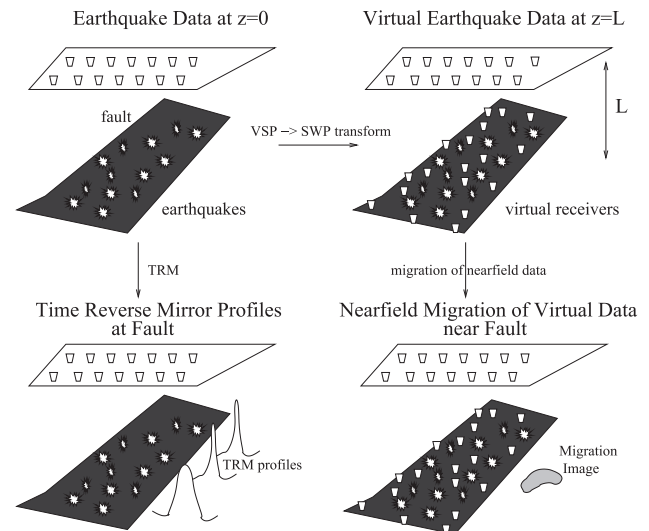 Earthquake Data at z=0
Virtual Earthquake Data at z=L
fault
VSP −> SWP transform
L
earthquakes
virtual receivers
TRM
migration of nearfield data
Time Reverse Mirror Profiles
at Fault
Nearfield Migration of Virtual Data
near Fault
TRM profiles
Migration
Image